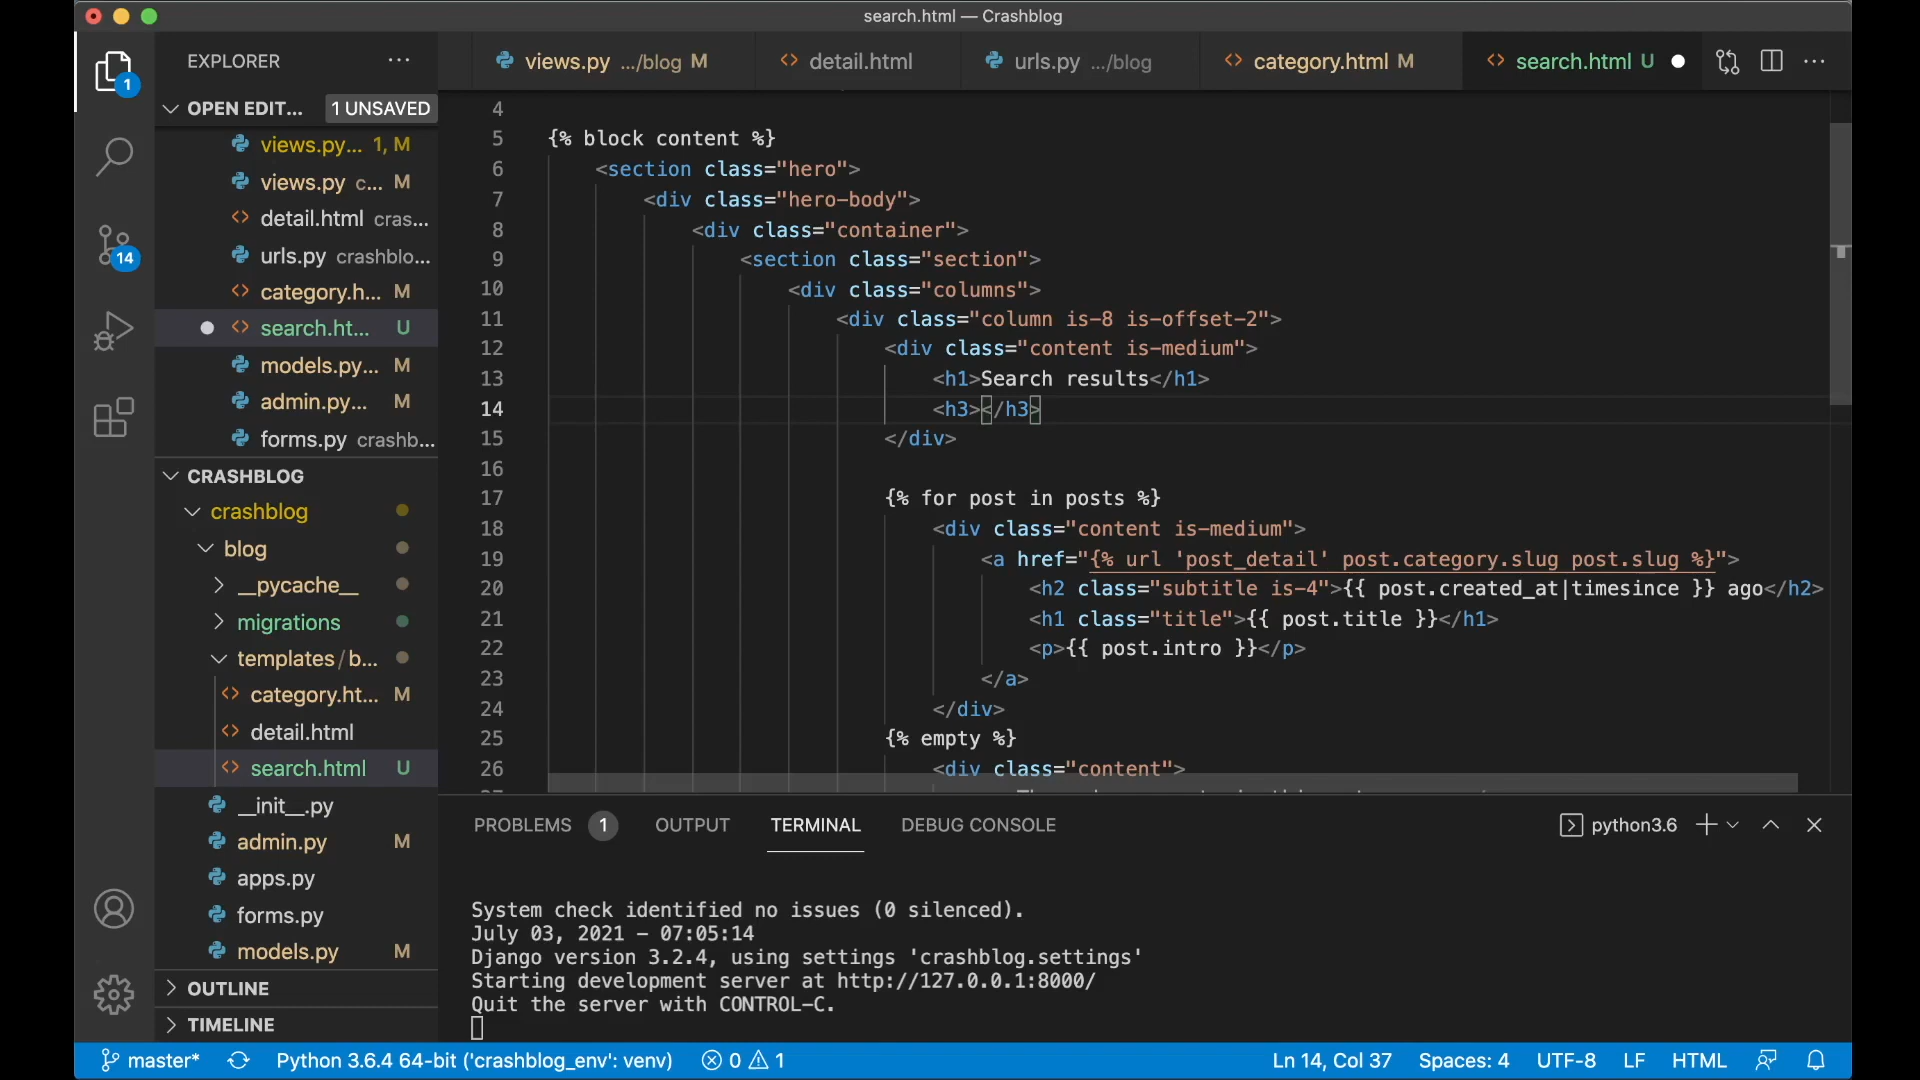 search.html — Crashblog
1
EXPLORER
views.py .../blog M
detail.html
urls.py .../blog
category.html M
search.html U
OPEN EDIT... 1 UNSAVED
views.py... 1, M
views.py c... M
detail.html cras...
urls.py crashblo...
category.h... M
search.ht... U
models.py... M
admin.py... M
forms.py crashb...
14
CRASHBLOG
crashblog
blog
__pycache__
migrations
templates/b...
category.ht... M
detail.html
search.html U
__init__.py
admin.py M
apps.py
forms.py
models.py M
OUTLINE
TIMELINE
4
5 {% block content %}
6 <section class="hero">
7 <div class="hero-body">
8 <div class="container">
9 <section class="section">
10 <div class="columns">
11 <div class="column is-8 is-offset-2">
12 <div class="content is-medium">
13 <h1>Search results</h1>
14 <h3></h3>
15 </div>
16
17 {% for post in posts %}
18 <div class="content is-medium">
19 <a href="{% url 'post_detail' post.category.slug post.slug %}">
20 <h2 class="subtitle is-4">{{ post.created_at|timesince }} ago</h2>
21 <h1 class="title">{{ post.title }}</h1>
22 <p>{{ post.intro }}</p>
23 </a>
24 </div>
25 {% empty %}
26 <div class="content">
PROBLEMS 1 OUTPUT TERMINAL DEBUG CONSOLE python3.6
System check identified no issues (0 silenced).
July 03, 2021 - 07:05:14
Django version 3.2.4, using settings 'crashblog.settings'
Starting development server at http://127.0.0.1:8000/
Quit the server with CONTROL-C.
master* Python 3.6.4 64-bit ('crashblog_env': venv) 0 1 Ln 14, Col 37 Spaces: 4 UTF-8 LF HTML